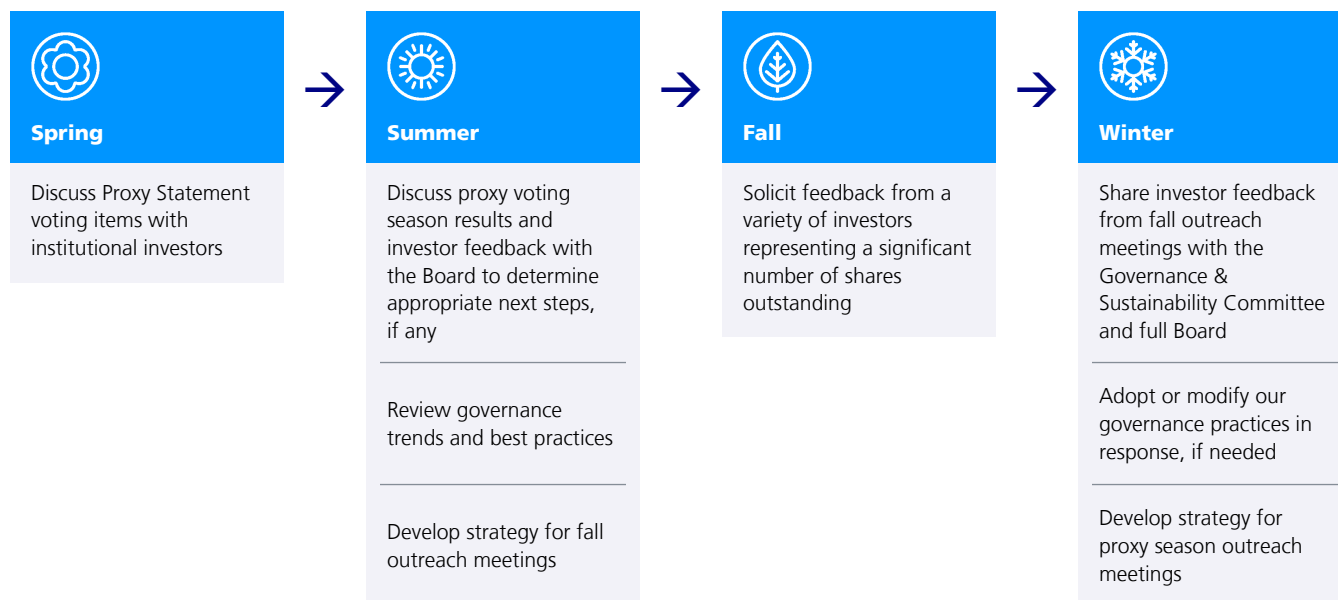 Spring
Discuss Proxy Statement
voting items with
institutional investors
Summer
Discuss proxy voting
season results and
investor feedback with
the Board to determine
appropriate next steps,
if any
Review governance
trends and best practices
Develop strategy for fall
outreach meetings
Fall
Solicit feedback from a
variety of investors
representing a significant
number of shares
outstanding
Winter
Share investor feedback
from fall outreach
meetings with the
Governance &
Sustainability Committee
and full Board
Adopt or modify our
governance practices in
response, if needed
Develop strategy for
proxy season outreach
meetings